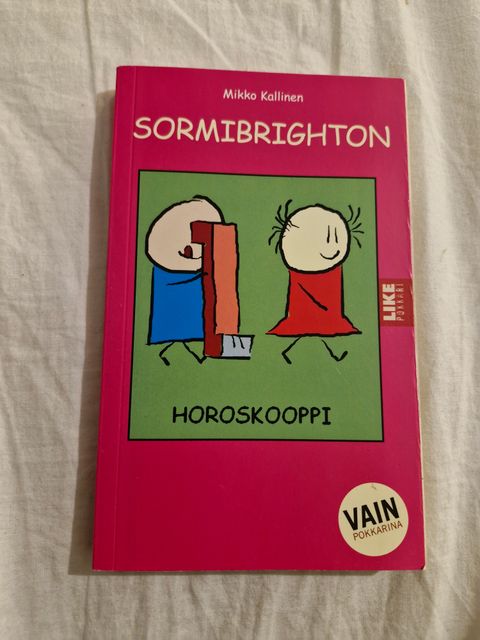 Mikko Kallinen
SORMIBRIGHTON
LIKE
POKKARI
HOROSKOOPPI
VAIN
POKKARINA